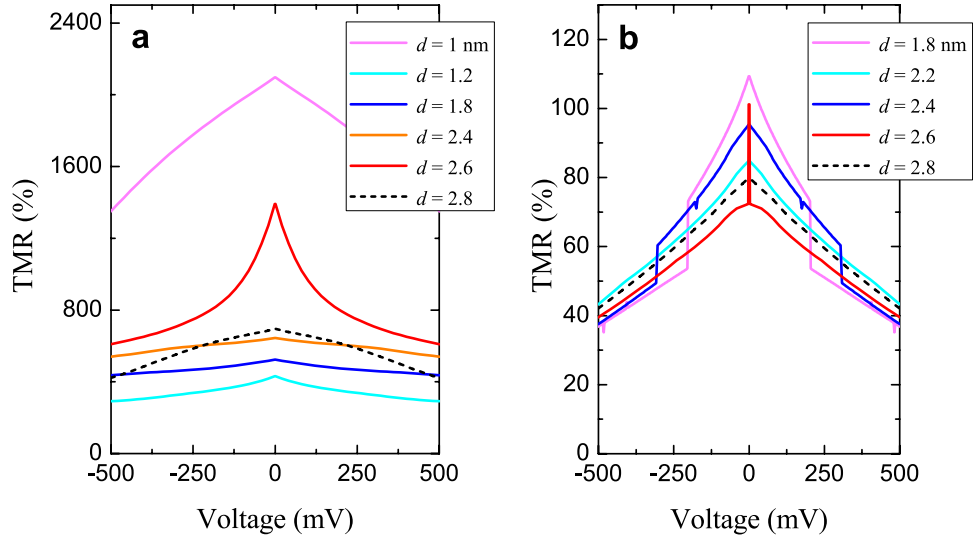 a
2400
1600
800
0
TMR (%)
-500
-250
0
250
500
Voltage (mV)
d = 1 nm
d = 1.2
d = 1.8
d = 2.4
d = 2.6
d = 2.8
b
120
100
80
60
40
20
0
TMR (%)
-500
-250
0
250
500
Voltage (mV)
d = 1.8 nm
d = 2.2
d = 2.4
d = 2.6
d = 2.8